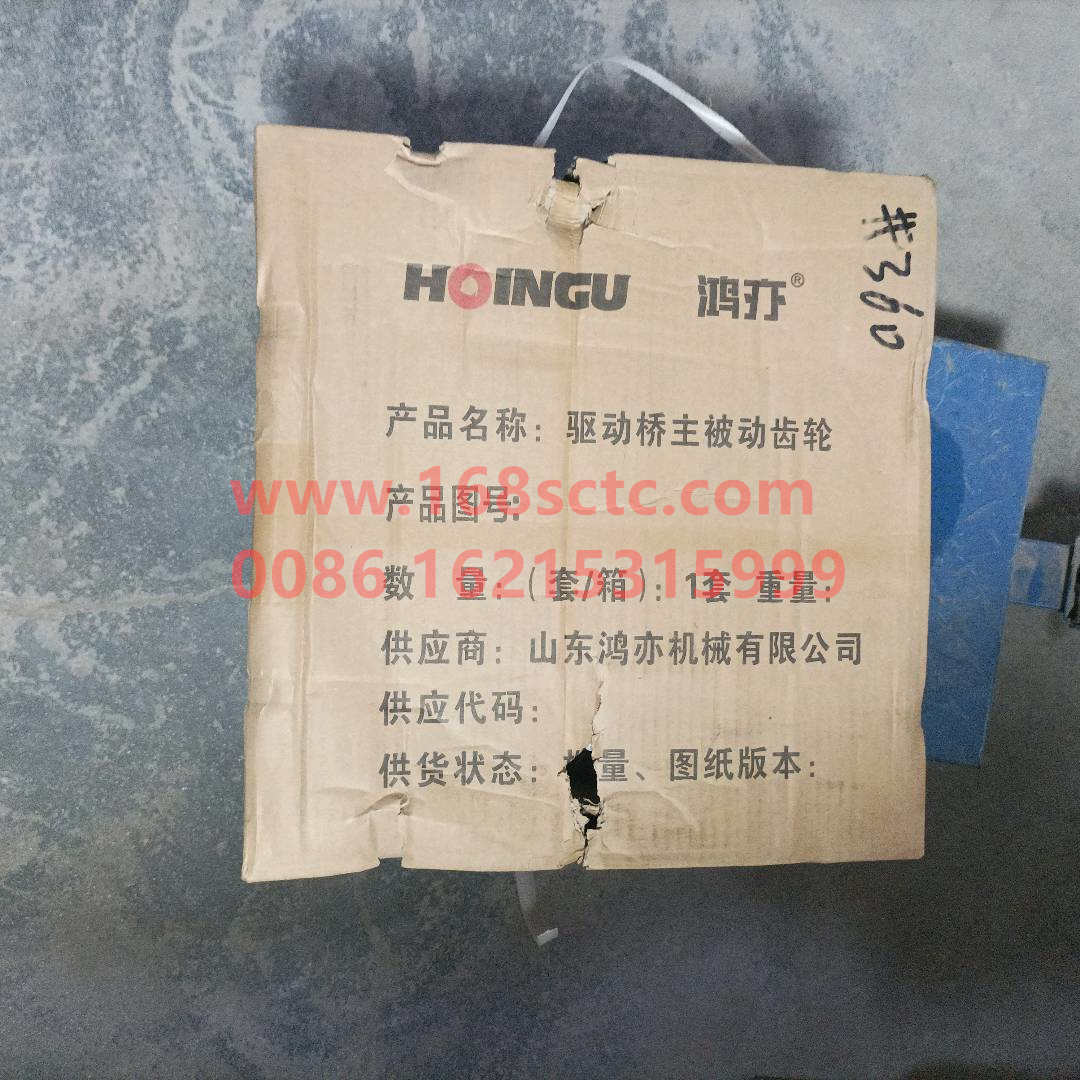 HOINGU 鸿亦®
#360
产品名称：驱动桥主被动齿轮
www.168sctc.com
产品图号:
0086-16215315999
数 量：（套/箱）：1套 重量：
供应商：山东鸿亦机械有限公司
供应代码：
供货状态： 量、图纸版本：